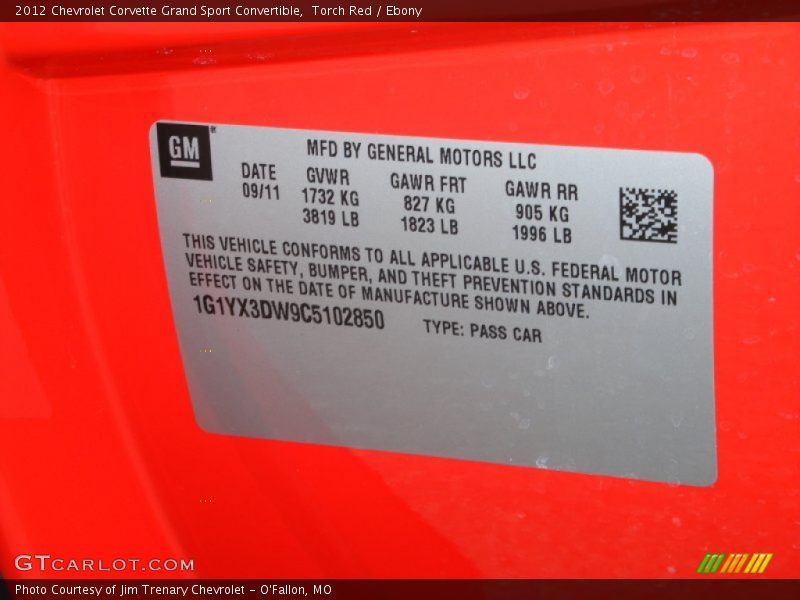 2012 Chevrolet Corvette Grand Sport Convertible,  Torch Red / Ebony
GM
MFD BY GENERAL MOTORS LLC
DATE GVWR GAWR FRT GAWR RR
09/11 1732 KG 827 KG 905 KG
3819 LB 1823 LB 1996 LB
THIS VEHICLE CONFORMS TO ALL APPLICABLE U.S. FEDERAL MOTOR
VEHICLE SAFETY, BUMPER, AND THEFT PREVENTION STANDARDS IN
EFFECT ON THE DATE OF MANUFACTURE SHOWN ABOVE.
1G1YX3DW9C5102850 TYPE: PASS CAR
GTCARLOT.COM
Photo Courtesy of Jim Trenary Chevrolet - O'Fallon, MO